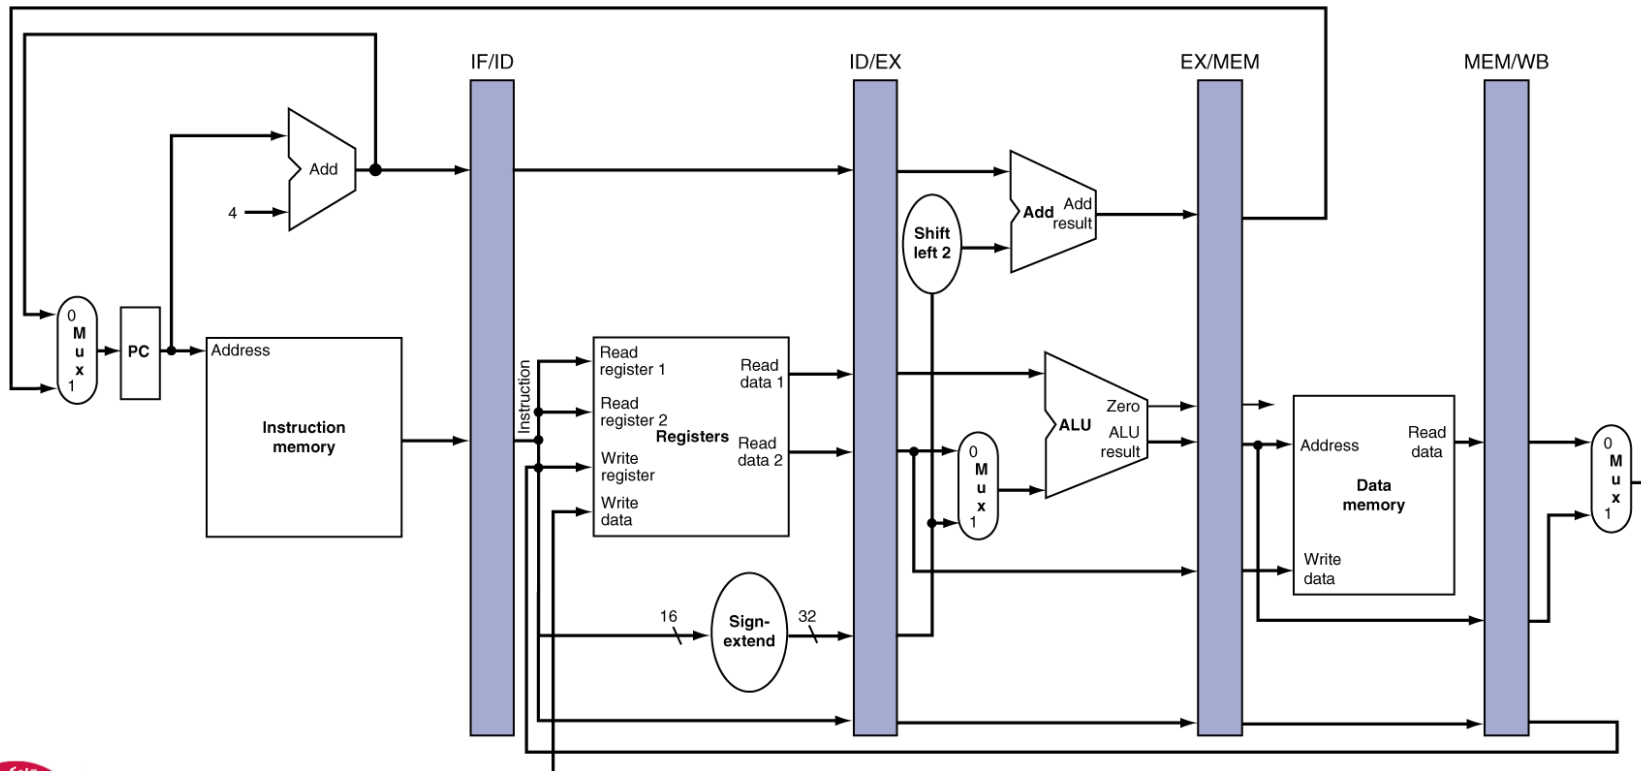 IF/ID
ID/EX
EX/MEM
MEM/WB
Add
4
Add
Add
result
Shift
left 2
0
M
u
x
1
PC
Address
Instruction
memory
Instruction
Read
register 1
Read
register 2
Registers
Write
register
Write
data
Read
data 1
Read
data 2
16
Sign-
extend
32
0
M
u
x
1
Zero
ALU
ALU
result
Address
Read
data
Data
memory
Write
data
0
M
u
x
1